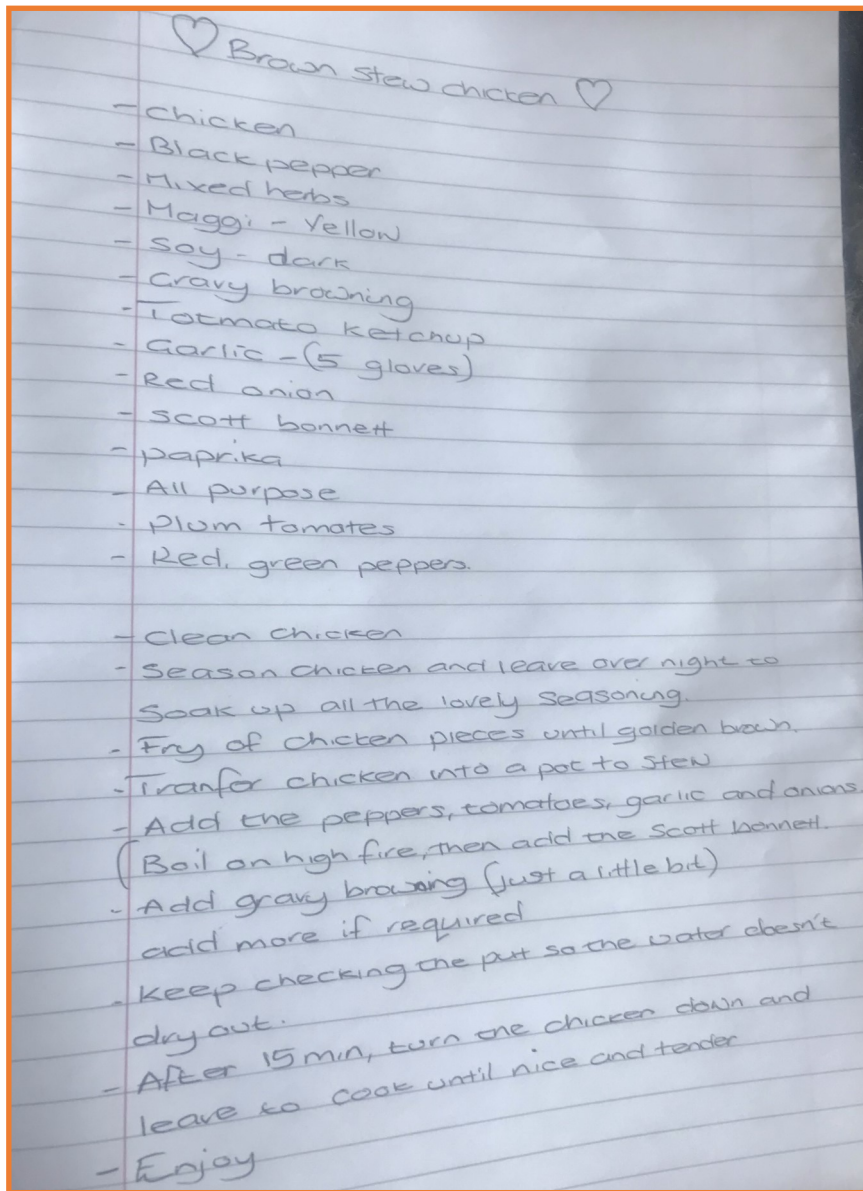 ♡ Brown stew chicken ♡
- chicken
- Black pepper
- Mixed herbs
- Maggi - Yellow
- Soy - dark
- Gravy browning
- Totmato ketchup
- Garlic - (5 gloves)
- Red onion
- Scott bonnett
- paprika
- All purpose
- Plum tomates
- Red, green peppers.
- Clean chicken
- Season chicken and leave over night to
soak up all the lovely seasoning.
- Fry of chicken pieces until golden brown.
- Tranfer chicken into a pot to stew
- Add the peppers, tomatoes, garlic and onions.
(Boil on high fire, then add the Scott bonnett.
- Add gravy browning (just a little bit)
add more if required
- Keep checking the pot so the water doesn't
dry out.
- After 15 min, turn the chicken down and
leave to cook until nice and tender
- Enjoy